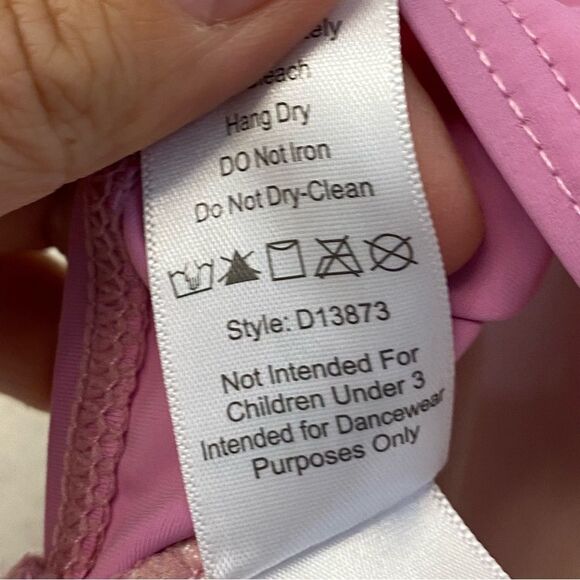 Hang Dry
DO Not Iron
Do Not Dry-Clean
Style: D13873
Not Intended For
Children Under 3
Intended for Dancewear
Purposes Only